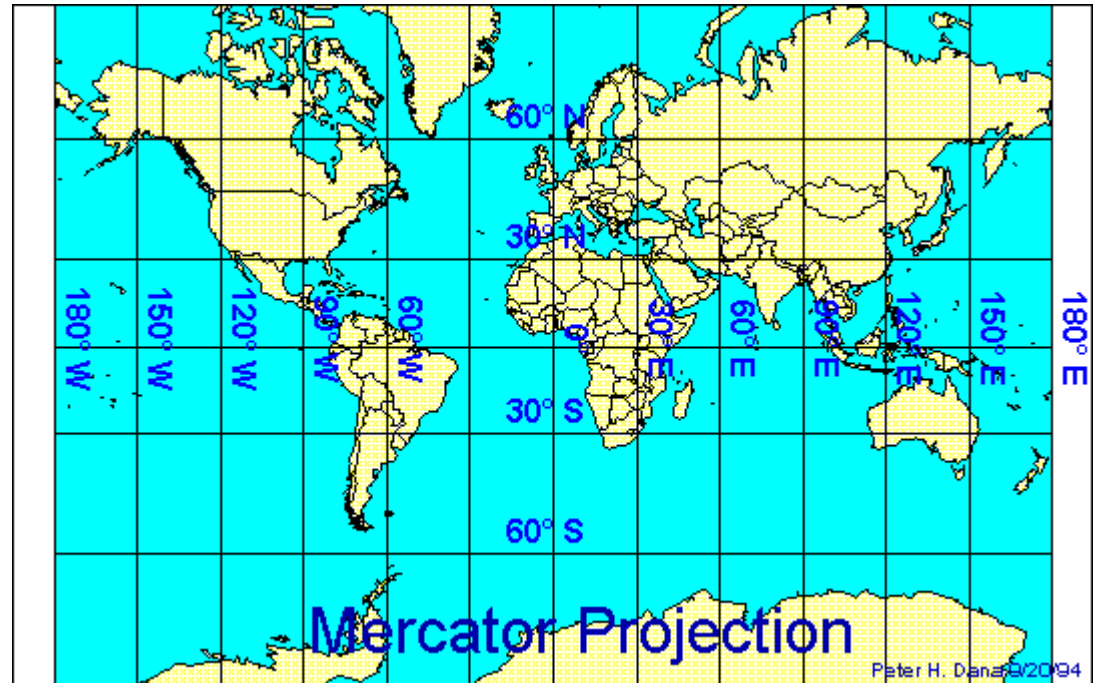 60° N
30° N
180° W
150° W
120° W
90° W
60° W
0°
30° E
60° E
90° E
120° E
150° E
180° E
30° S
60° S
Mercator Projection
Peter H. Dana 9/20/94